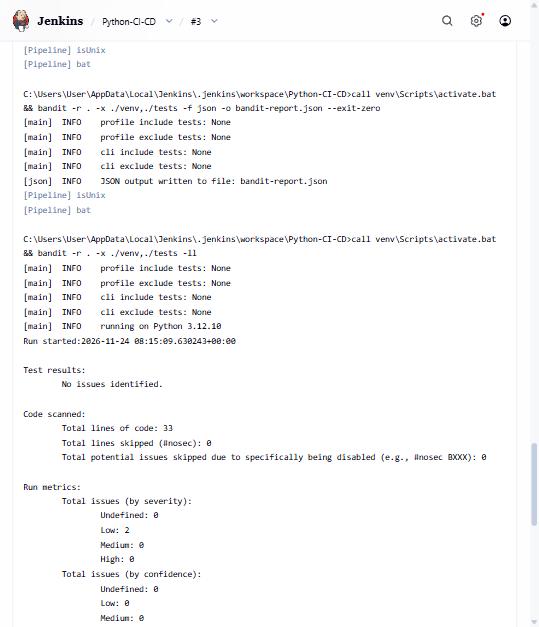 Jenkins / Python-CI-CD / #3
[Pipeline] isUnix
[Pipeline] bat
C:\Users\User\AppData\Local\Jenkins\.jenkins\workspace\Python-CI-CD>call venv\Scripts\activate.bat
&& bandit -r . -x ./venv,./tests -f json -o bandit-report.json --exit-zero
[main]  INFO    profile include tests: None
[main]  INFO    profile exclude tests: None
[main]  INFO    cli include tests: None
[main]  INFO    cli exclude tests: None
[json]  INFO    JSON output written to file: bandit-report.json
[Pipeline] isUnix
[Pipeline] bat
C:\Users\User\AppData\Local\Jenkins\.jenkins\workspace\Python-CI-CD>call venv\Scripts\activate.bat
&& bandit -r . -x ./venv,./tests -ll
[main]  INFO    profile include tests: None
[main]  INFO    profile exclude tests: None
[main]  INFO    cli include tests: None
[main]  INFO    cli exclude tests: None
[main]  INFO    running on Python 3.12.10
Run started:2026-11-24 08:15:09.630243+00:00
Test results:
No issues identified.
Code scanned:
Total lines of code: 33
Total lines skipped (#nosec): 0
Total potential issues skipped due to specifically being disabled (e.g., #nosec BXXX): 0
Run metrics:
Total issues (by severity):
Undefined: 0
Low: 2
Medium: 0
High: 0
Total issues (by confidence):
Undefined: 0
Low: 0
Medium: 0